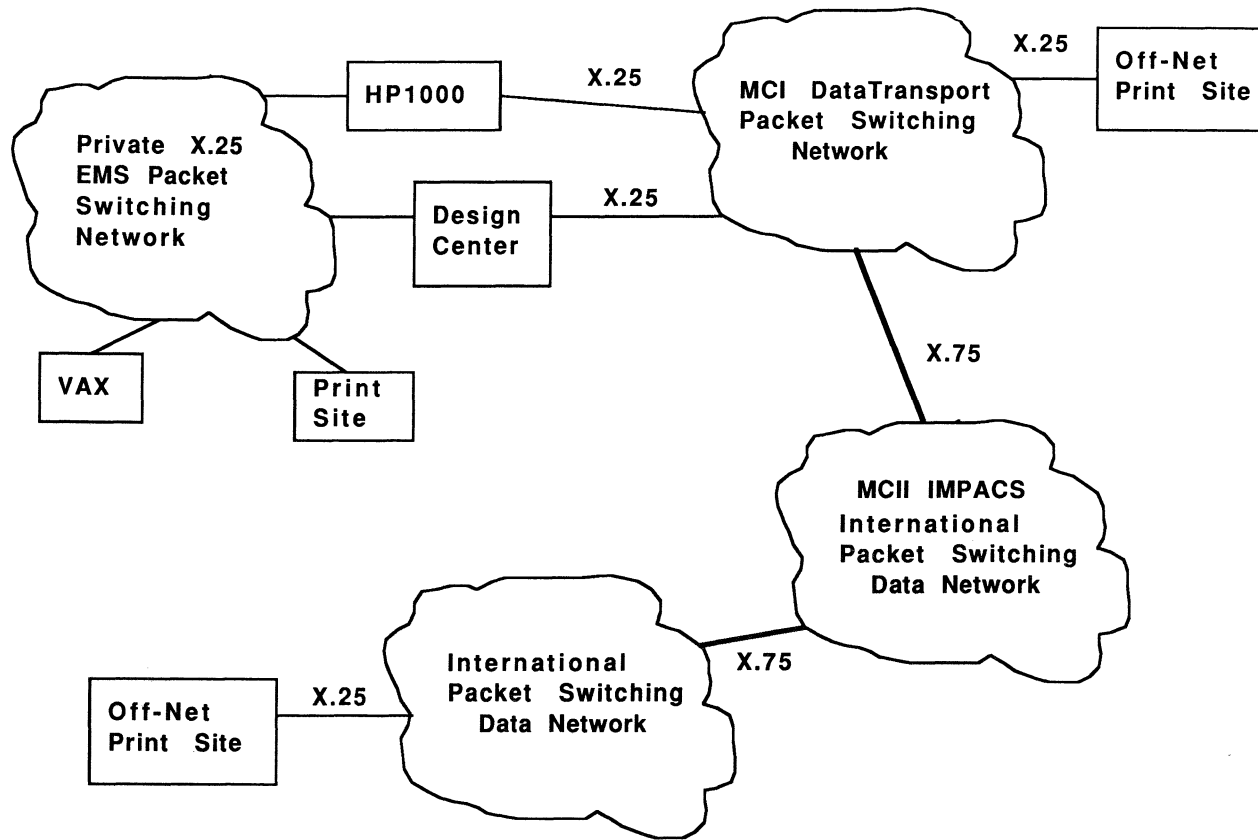 X.25
Off-Net
Print Site
HP1000
X.25
MCI DataTransport
Packet Switching
Network
Private X.25
EMS Packet
Switching
Network
Design
Center
X.25
VAX
Print
Site
X.75
MCII IMPACS
International
Packet Switching
Data Network
X.75
International
Packet Switching
Data Network
X.25
Off-Net
Print Site